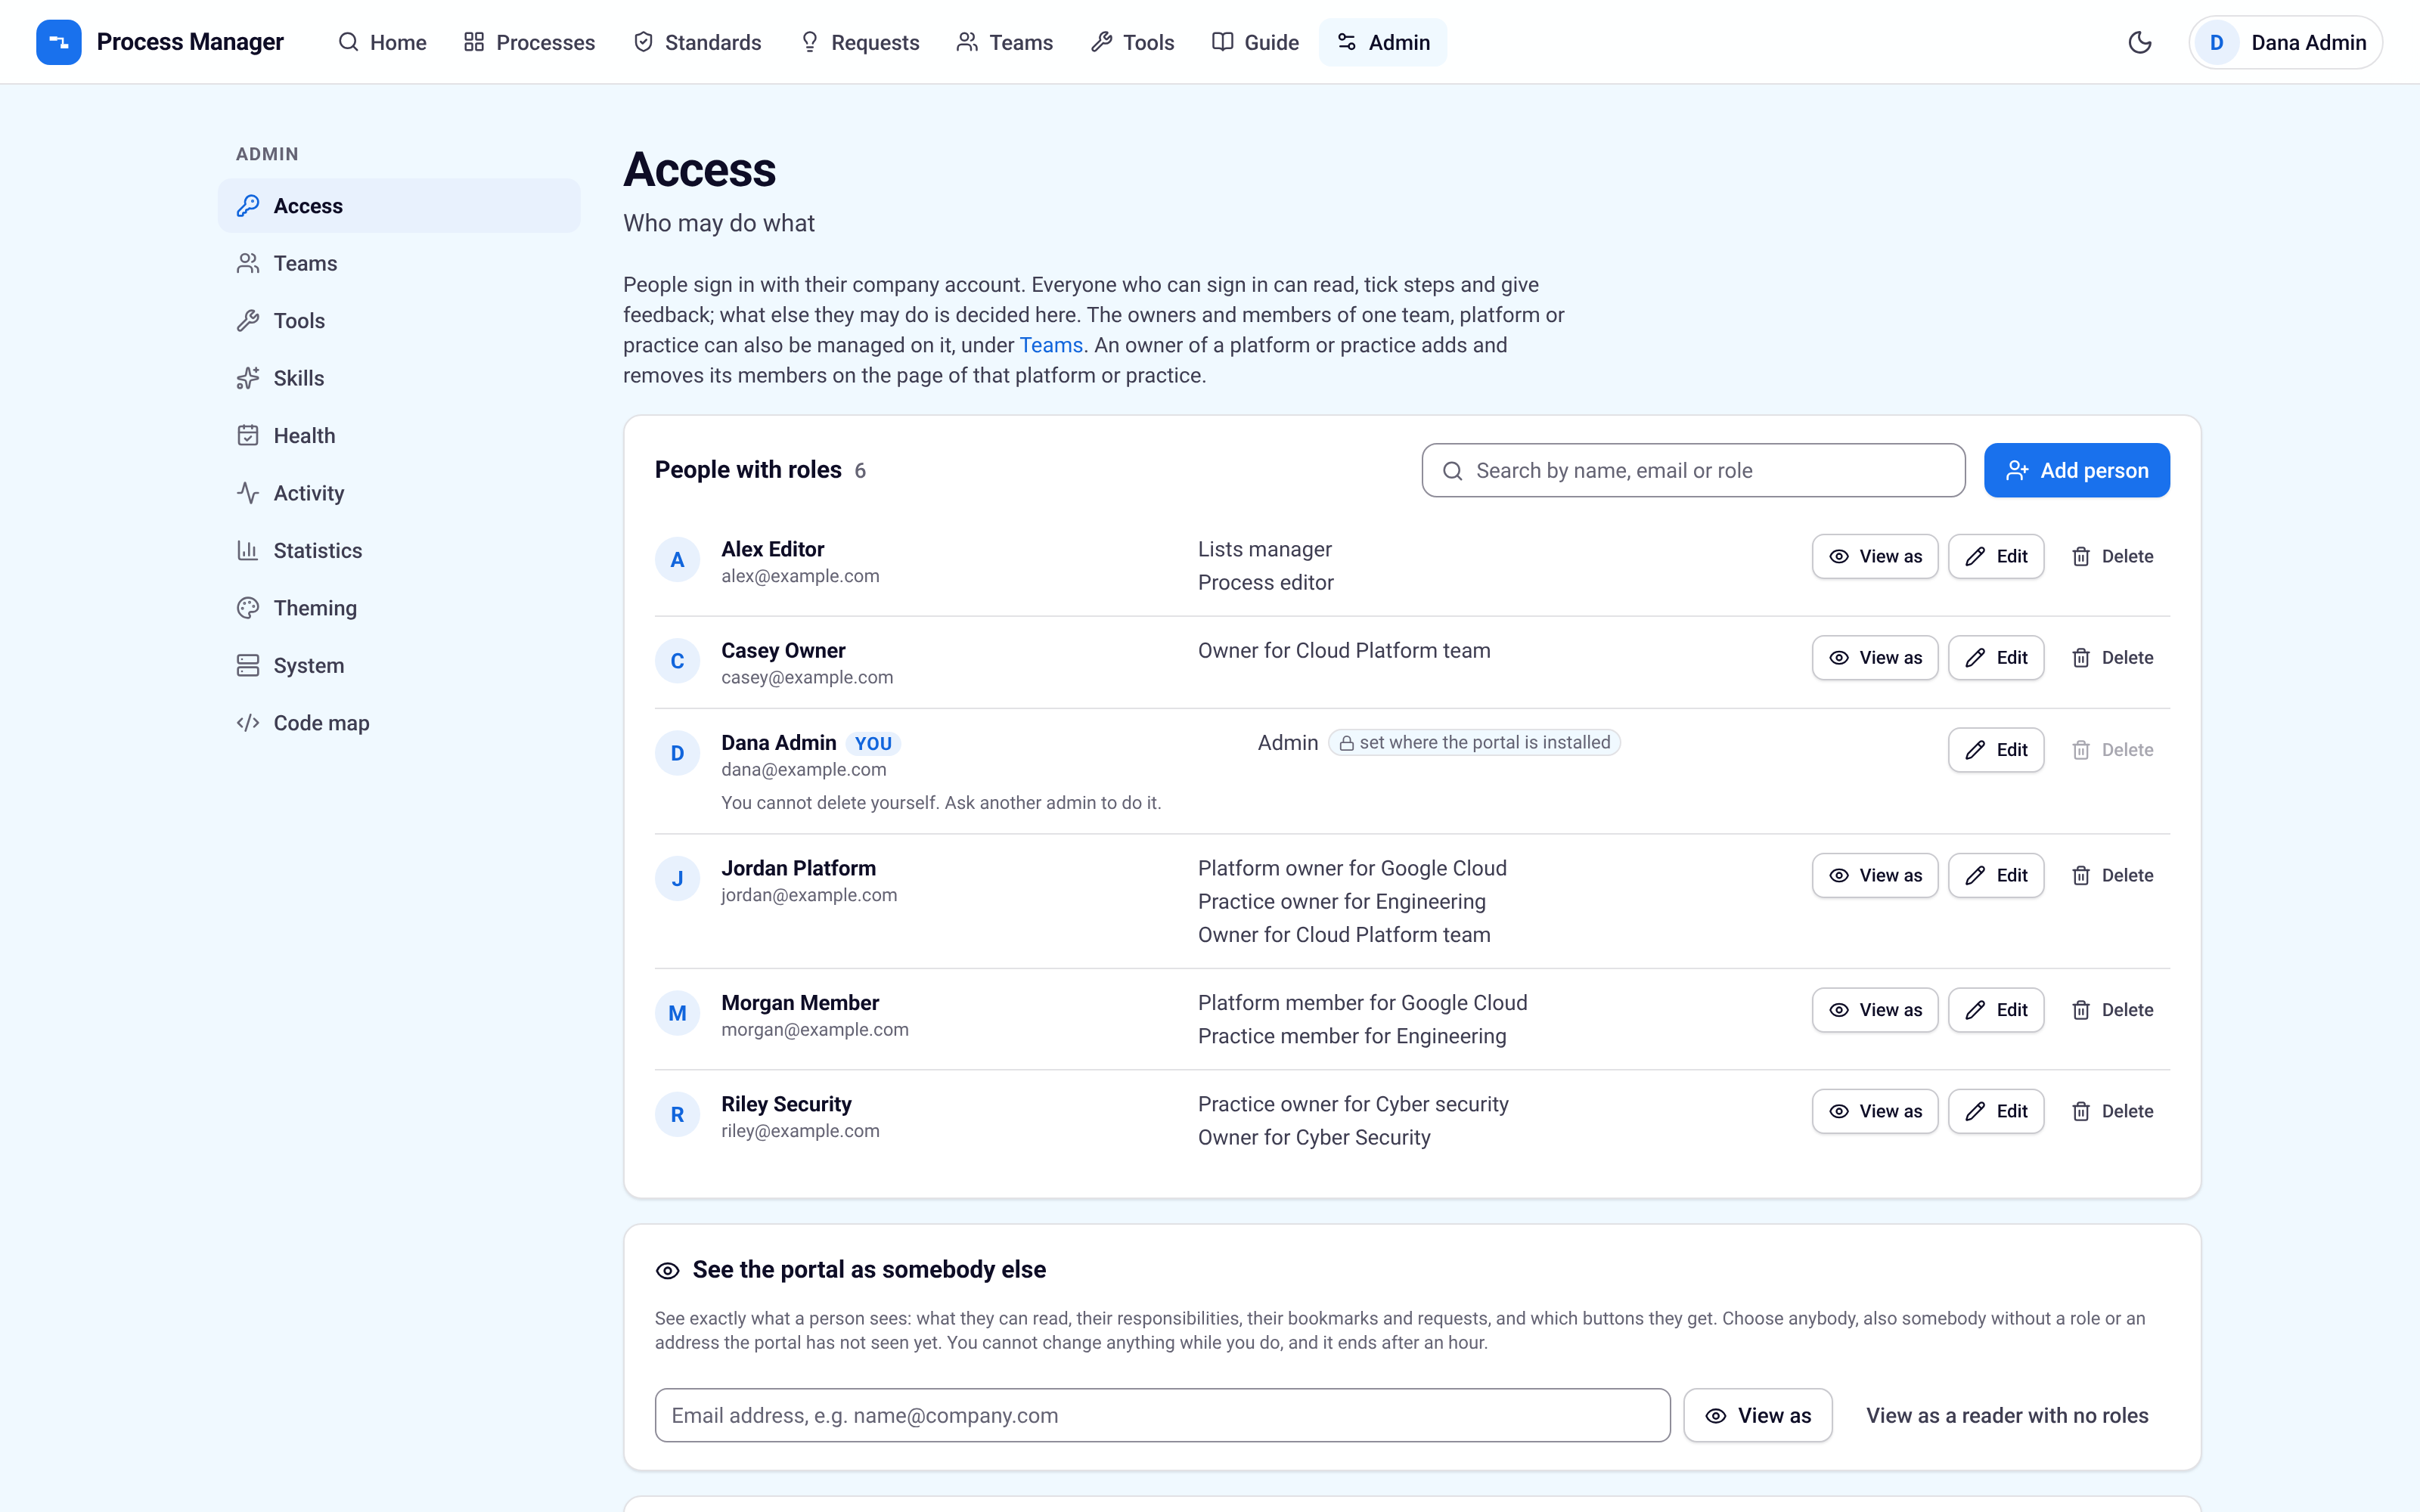 Process Manager
Home
Processes
Standards
Requests
Teams
Tools
Guide
Admin
D
Dana Admin
ADMIN
Access
Teams
Tools
Skills
Health
Activity
Statistics
Theming
System
Code map
Access
Who may do what
People sign in with their company account. Everyone who can sign in can read, tick steps and give
feedback; what else they may do is decided here. The owners and members of one team, platform or
practice can also be managed on it, under Teams. An owner of a platform or practice adds and
removes its members on the page of that platform or practice.
People with roles 6
Search by name, email or role
Add person
A
Alex Editor
alex@example.com
Lists manager
Process editor
View as
Edit
Delete
C
Casey Owner
casey@example.com
Owner for Cloud Platform team
View as
Edit
Delete
D
Dana Admin YOU
dana@example.com
You cannot delete yourself. Ask another admin to do it.
Admin set where the portal is installed
Edit
Delete
J
Jordan Platform
jordan@example.com
Platform owner for Google Cloud
Practice owner for Engineering
Owner for Cloud Platform team
View as
Edit
Delete
M
Morgan Member
morgan@example.com
Platform member for Google Cloud
Practice member for Engineering
View as
Edit
Delete
R
Riley Security
riley@example.com
Practice owner for Cyber security
Owner for Cyber Security
View as
Edit
Delete
See the portal as somebody else
See exactly what a person sees: what they can read, their responsibilities, their bookmarks and requests, and which buttons they get. Choose anybody, also somebody without a role or an
address the portal has not seen yet. You cannot change anything while you do, and it ends after an hour.
Email address, e.g. name@company.com
View as
View as a reader with no roles